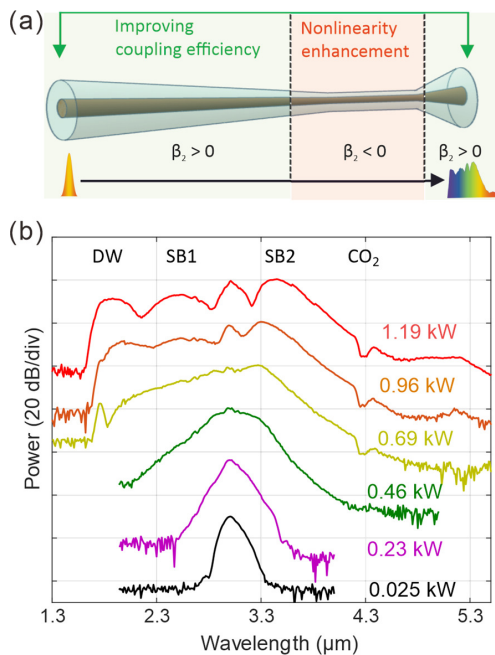 (a)
Improving
coupling efficiency
Nonlinearity
enhancement
β₂ > 0
β₂ < 0
β₂ > 0
(b)
DW SB1 SB2 CO₂
1.19 kW
0.96 kW
0.69 kW
0.46 kW
0.23 kW
0.025 kW
Power (20 dB/div)
1.3 2.3 3.3 4.3 5.3
Wavelength (µm)